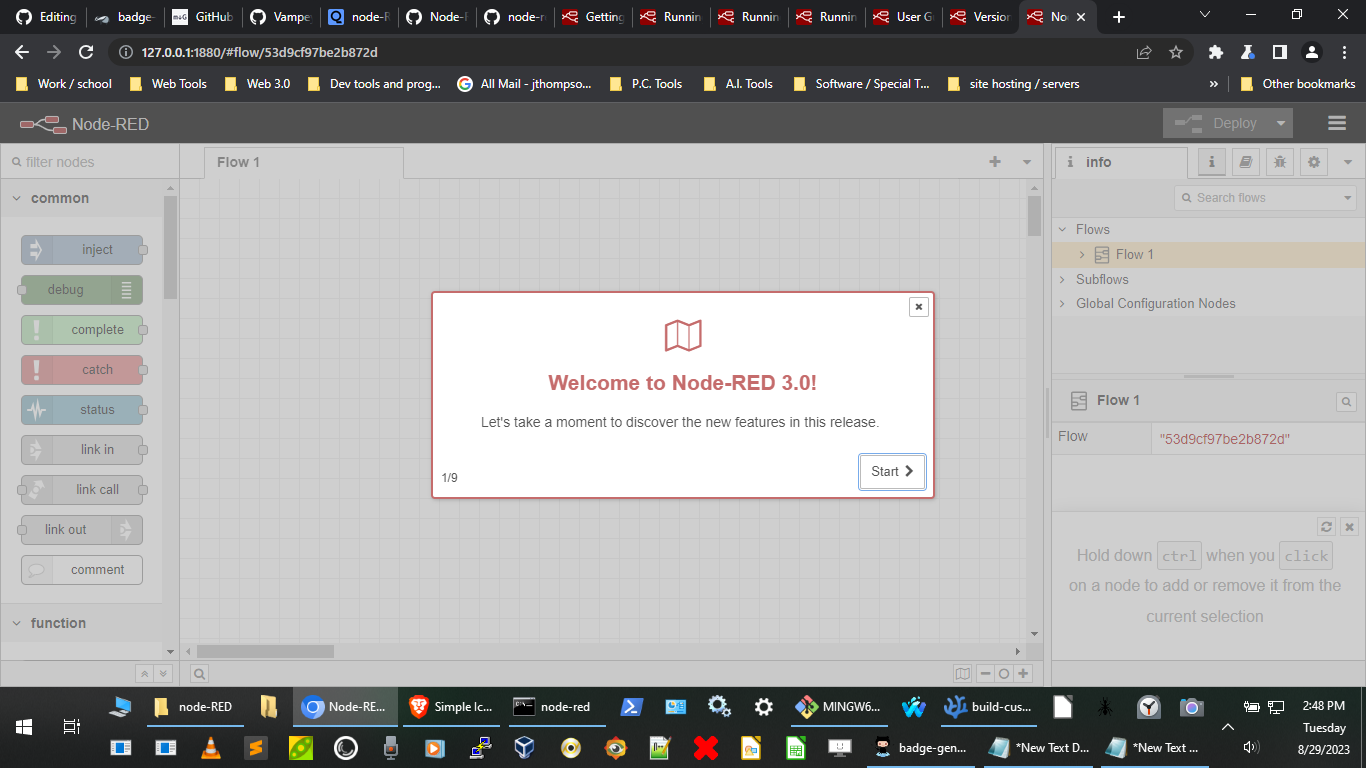 Editing
badge-
GitHub
Vampe
node-R
Node-R
node-r
Getting
Runnin
Runnin
Runnin
User G
Version
No
127.0.0.1:1880/#flow/53d9cf97be2b872d
Work / school
Web Tools
Web 3.0
Dev tools and prog...
All Mail - jthompso...
P.C. Tools
A.I. Tools
Software / Special T...
site hosting / servers
»
Other bookmarks
Node-RED
Deploy
filter nodes
Flow 1
info
common
Search flows
inject
Flows
Flow 1
debug
Subflows
Global Configuration Nodes
complete
catch
status
link in
link call
link out
comment
function
Welcome to Node-RED 3.0!
Let's take a moment to discover the new features in this release.
1/9
Start
Flow 1
Flow
"53d9cf97be2b872d"
Hold down ctrl when you click
on a node to add or remove it from the
current selection
node-RED
Node-RE...
Simple Ic...
node-red
MINGW6...
build-cus...
2:48 PM
Tuesday
8/29/2023
badge-gen...
*New Text D...
*New Text ...